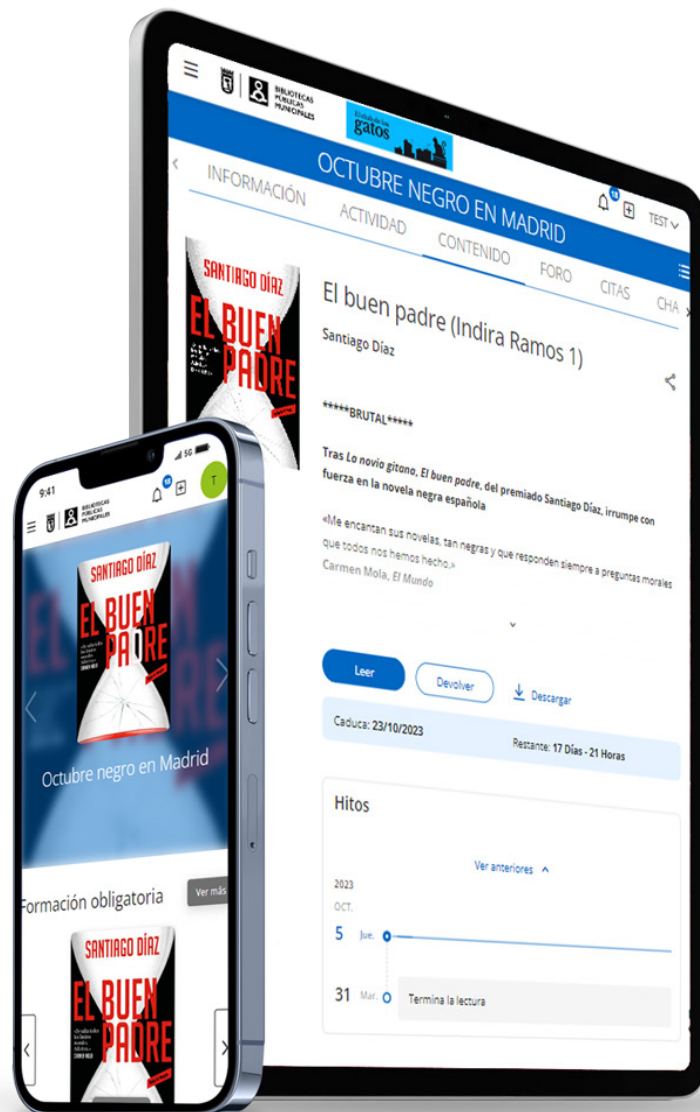 BIBLIOTECAS
PÚBLICAS
MUNICIPALES
El club de los
gatos
OCTUBRE NEGRO EN MADRID
18
TEST
INFORMACIÓN
ACTIVIDAD
CONTENIDO
FORO
CITAS
CHA
SANTIAGO DÍAZ
EL BUEN
PADRE
El buen padre (Indira Ramos 1)
Santiago Díaz
*****BRUTAL*****
Tras La novia gitana, El buen padre, del premiado Santiago Díaz, irrumpe con
fuerza en la novela negra española
«Me encantan sus novelas, tan negras y que responden siempre a preguntas morales
que todos nos hemos hecho.»
Carmen Mola, El Mundo
Leer
Devolver
Descargar
Caduca: 23/10/2023
Restante: 17 Días - 21 Horas
Hitos
Ver anteriores
2023
OCT.
5 Jue.
31 Mar.
Termina la lectura
9:41
5G
BIBLIOTECAS
PÚBLICAS
MUNICIPALES
18
T
SANTIAGO DÍAZ
EL BUEN
PADRE
Octubre negro en Madrid
Formación obligatoria
Ver más
SANTIAGO DÍAZ
EL BUEN
PADRE